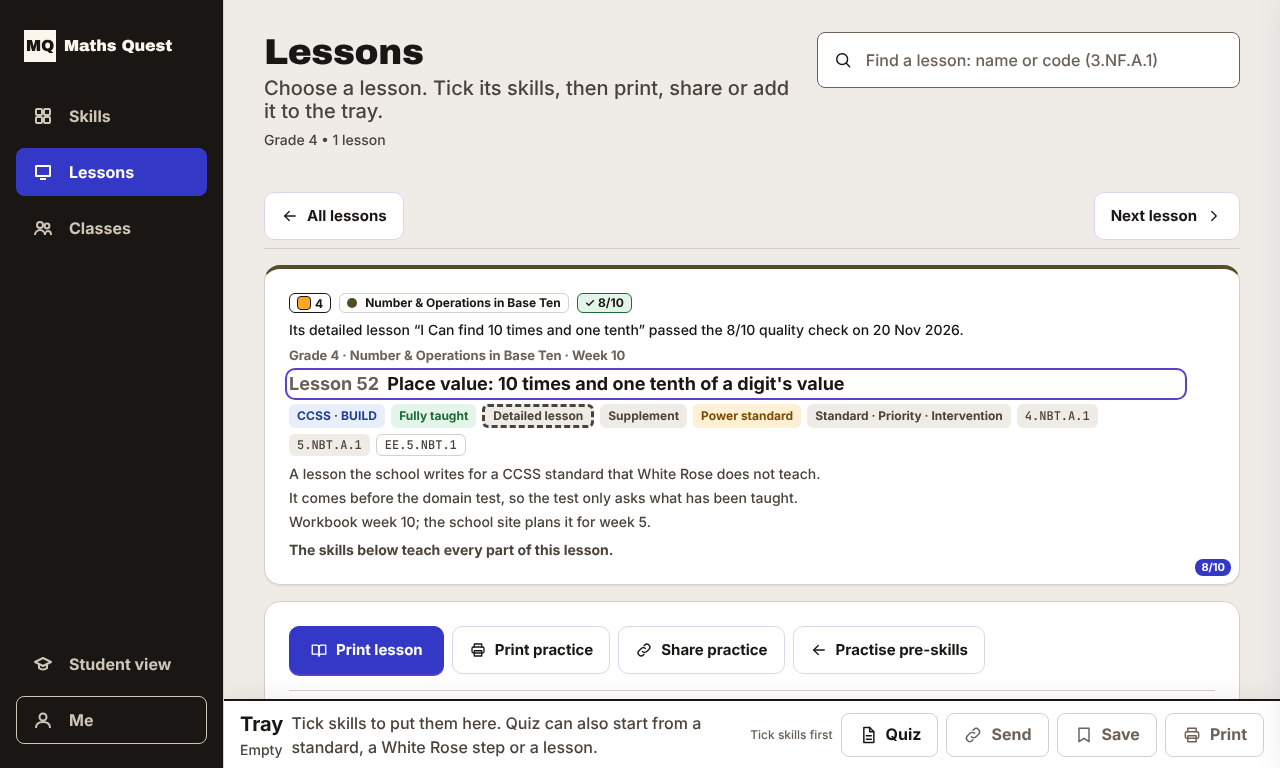 MQ Maths Quest
Skills
Lessons
Classes
Student view
Me
Lessons
Choose a lesson. Tick its skills, then print, share or add
it to the tray.
Grade 4 • 1 lesson
Find a lesson: name or code (3.NF.A.1)
All lessons
Next lesson
4 Number & Operations in Base Ten ✓ 8/10
Its detailed lesson “I Can find 10 times and one tenth” passed the 8/10 quality check on 20 Nov 2026.
Grade 4 · Number & Operations in Base Ten · Week 10
Lesson 52 Place value: 10 times and one tenth of a digit's value
CCSS · BUILD Fully taught Detailed lesson Supplement Power standard Standard · Priority · Intervention 4.NBT.A.1
5.NBT.A.1 EE.5.NBT.1
A lesson the school writes for a CCSS standard that White Rose does not teach.
It comes before the domain test, so the test only asks what has been taught.
Workbook week 10; the school site plans it for week 5.
The skills below teach every part of this lesson.
8/10
Print lesson Print practice Share practice Practise pre-skills
Tray
Empty
Tick skills to put them here. Quiz can also start from a
standard, a White Rose step or a lesson.
Tick skills first
Quiz Send Save Print